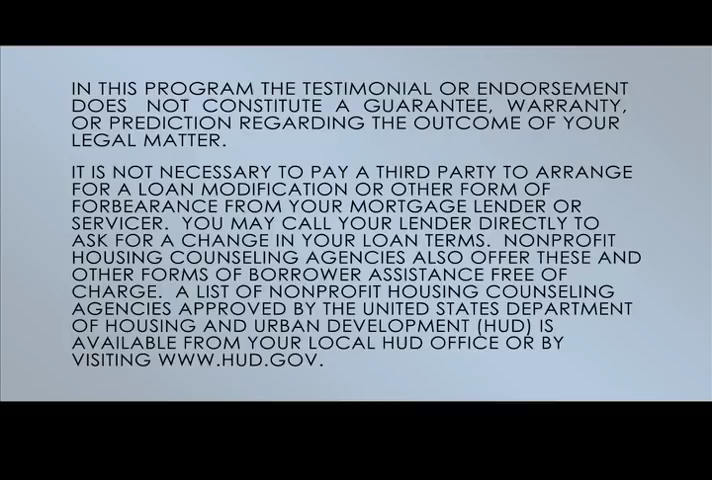 IN THIS PROGRAM THE TESTIMONIAL OR ENDORSEMENT
DOES NOT CONSTITUTE A GUARANTEE, WARRANTY,
OR PREDICTION REGARDING THE OUTCOME OF YOUR
LEGAL MATTER.
IT IS NOT NECESSARY TO PAY A THIRD PARTY TO ARRANGE
FOR A LOAN MODIFICATION OR OTHER FORM OF
FORBEARANCE FROM YOUR MORTGAGE LENDER OR
SERVICER. YOU MAY CALL YOUR LENDER DIRECTLY TO
ASK FOR A CHANGE IN YOUR LOAN TERMS. NONPROFIT
HOUSING COUNSELING AGENCIES ALSO OFFER THESE AND
OTHER FORMS OF BORROWER ASSISTANCE FREE OF
CHARGE. A LIST OF NONPROFIT HOUSING COUNSELING
AGENCIES APPROVED BY THE UNITED STATES DEPARTMENT
OF HOUSING AND URBAN DEVELOPMENT (HUD) IS
AVAILABLE FROM YOUR LOCAL HUD OFFICE OR BY
VISITING WWW.HUD.GOV.